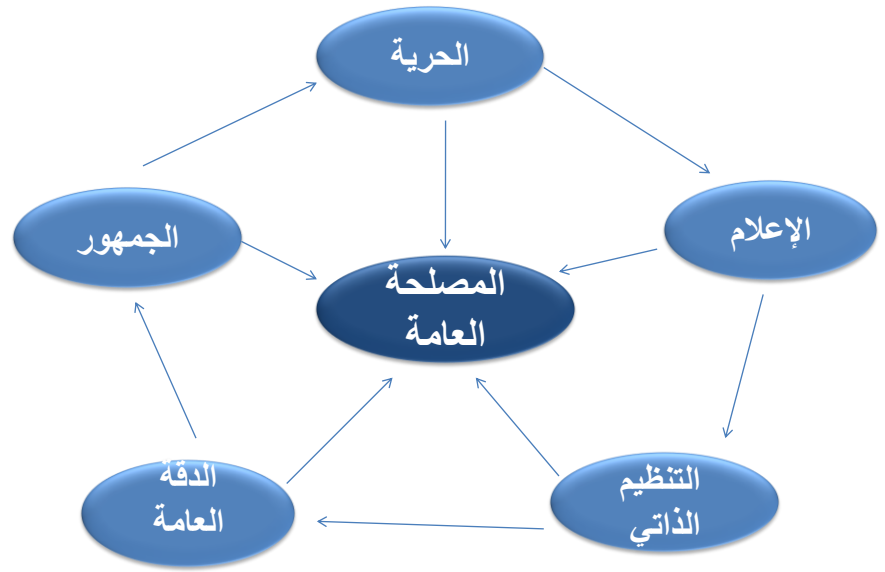 الحرية
الإعلام
الجمهور
المصلحة
العامة
التنظيم
الذاتي
الدقة
العامة